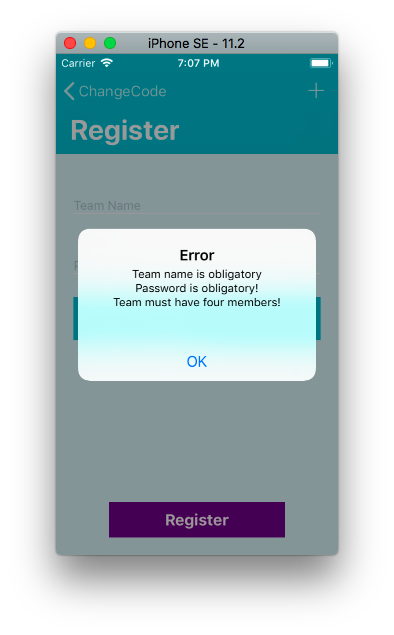 iPhone SE - 11.2
Carrier 7:07 PM
ChangeCode
Register
Team Name
Error
Team name is obligatory
Password is obligatory!
Team must have four members!
OK
Register